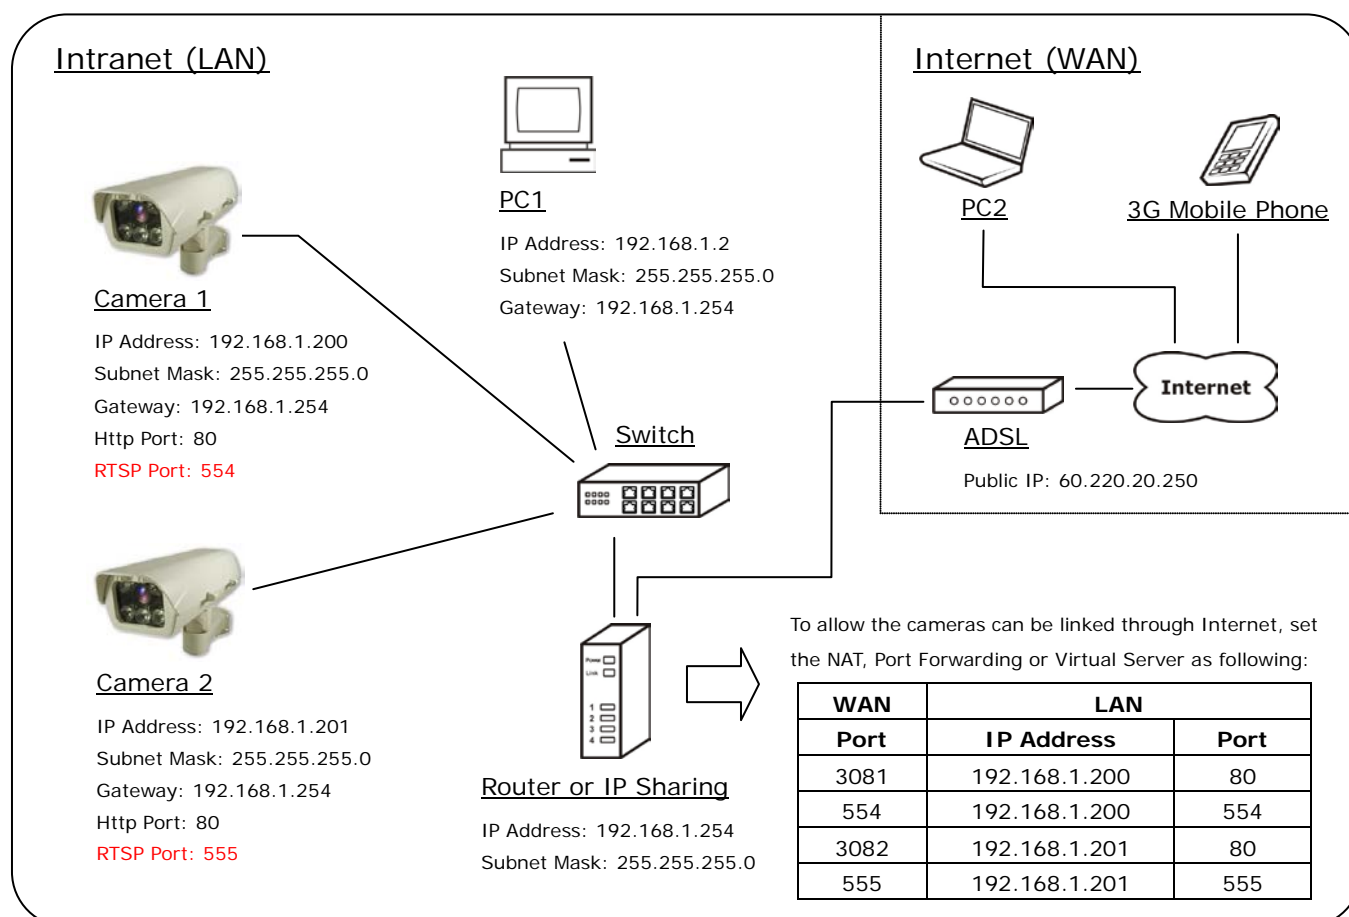 Intranet (LAN)
Internet (WAN)
PC1
IP Address: 192.168.1.2
Subnet Mask: 255.255.255.0
Gateway: 192.168.1.254
PC2
3G Mobile Phone
Camera 1
IP Address: 192.168.1.200
Subnet Mask: 255.255.255.0
Gateway: 192.168.1.254
Http Port: 80
RTSP Port: 554
Switch
Internet
ADSL
Public IP: 60.220.20.250
Camera 2
IP Address: 192.168.1.201
Subnet Mask: 255.255.255.0
Gateway: 192.168.1.254
Http Port: 80
RTSP Port: 555
Power
Link
1
2
3
4
Router or IP Sharing
IP Address: 192.168.1.254
Subnet Mask: 255.255.255.0
To allow the cameras can be linked through Internet, set
the NAT, Port Forwarding or Virtual Server as following:
WAN LAN
Port IP Address Port
3081 192.168.1.200 80
554 192.168.1.200 554
3082 192.168.1.201 80
555 192.168.1.201 555